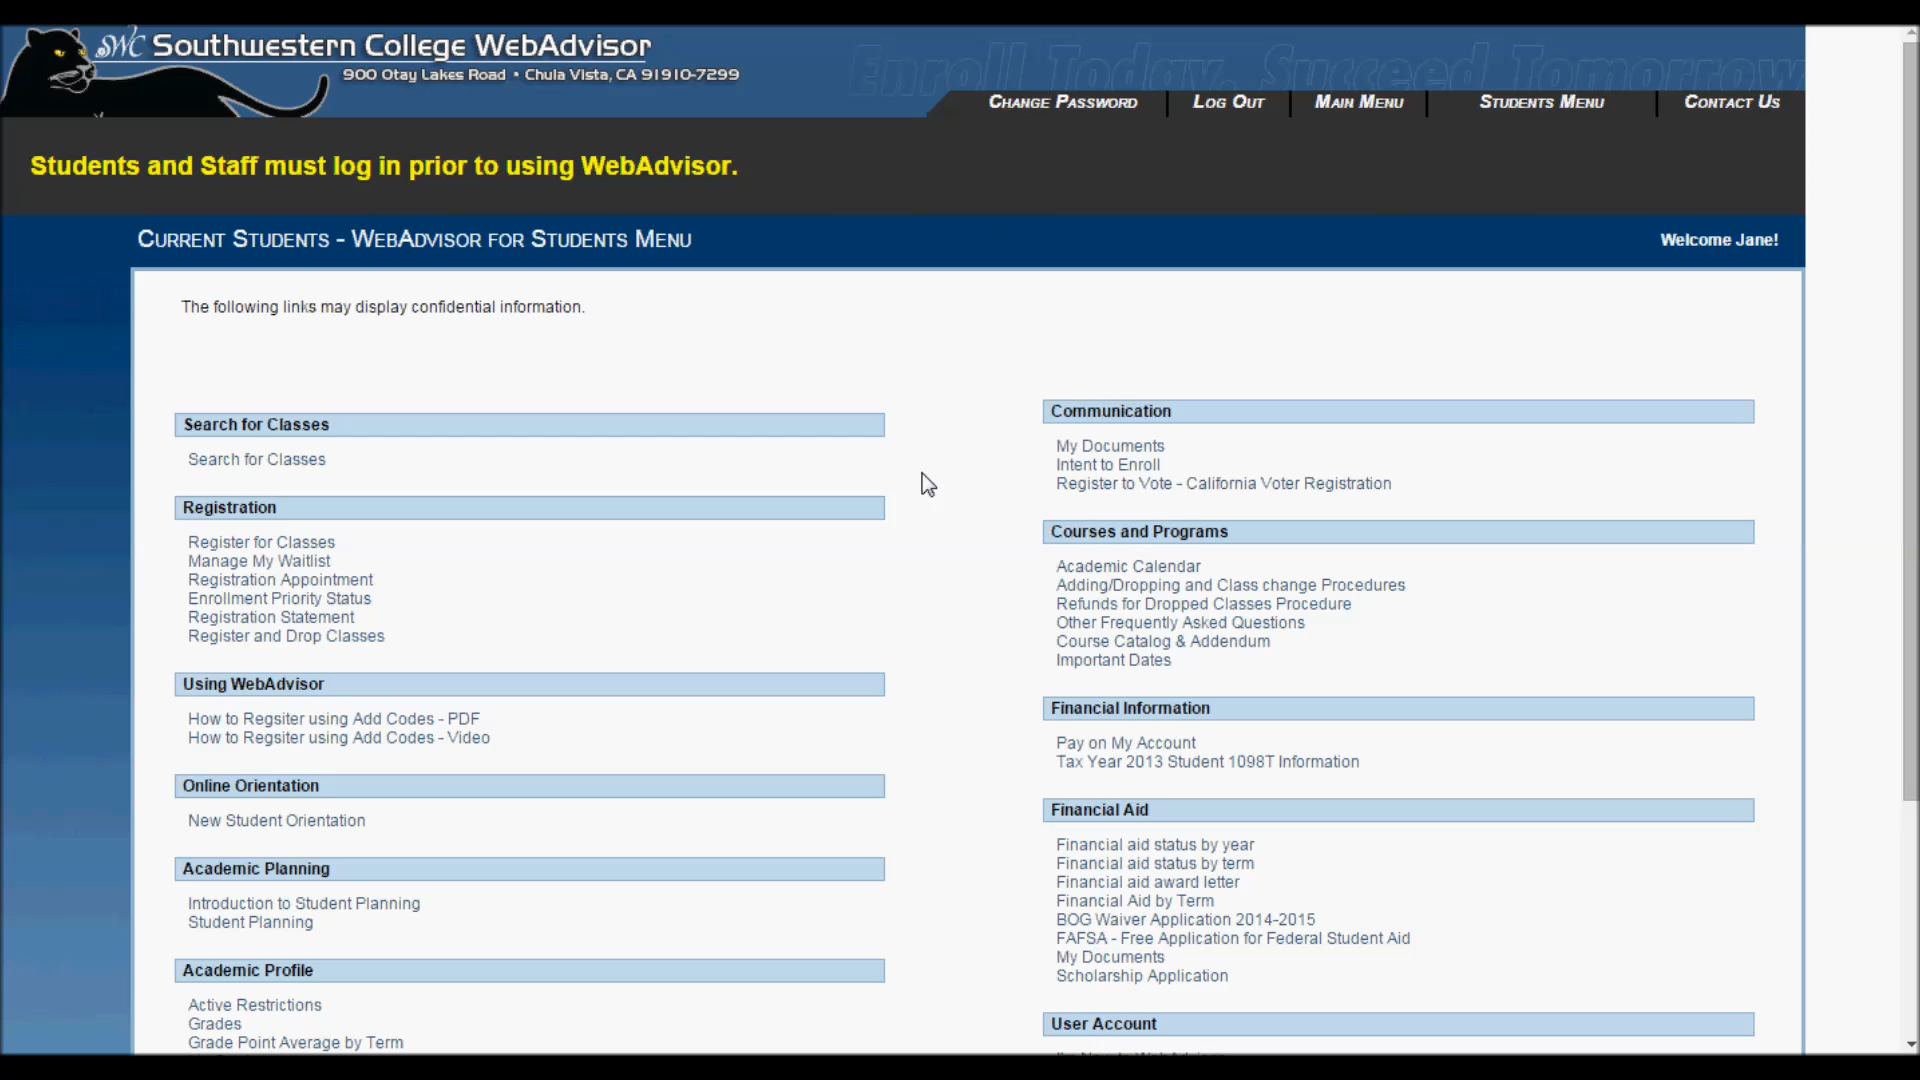 SWC Southwestern College WebAdvisor
900 Otay Lakes Road • Chula Vista, CA 91910-7299
Enroll Today. Succeed Tomorrow
Change Password
Log Out
Main Menu
Students Menu
Contact Us
Students and Staff must log in prior to using WebAdvisor.
Current Students - WebAdvisor for Students Menu
Welcome Jane!
The following links may display confidential information.
Search for Classes
Search for Classes
Registration
Register for Classes
Manage My Waitlist
Registration Appointment
Enrollment Priority Status
Registration Statement
Register and Drop Classes
Using WebAdvisor
How to Regsiter using Add Codes - PDF
How to Regsiter using Add Codes - Video
Online Orientation
New Student Orientation
Academic Planning
Introduction to Student Planning
Student Planning
Academic Profile
Active Restrictions
Grades
Grade Point Average by Term
Communication
My Documents
Intent to Enroll
Register to Vote - California Voter Registration
Courses and Programs
Academic Calendar
Adding/Dropping and Class change Procedures
Refunds for Dropped Classes Procedure
Other Frequently Asked Questions
Course Catalog & Addendum
Important Dates
Financial Information
Pay on My Account
Tax Year 2013 Student 1098T Information
Financial Aid
Financial aid status by year
Financial aid status by term
Financial aid award letter
Financial Aid by Term
BOG Waiver Application 2014-2015
FAFSA - Free Application for Federal Student Aid
My Documents
Scholarship Application
User Account